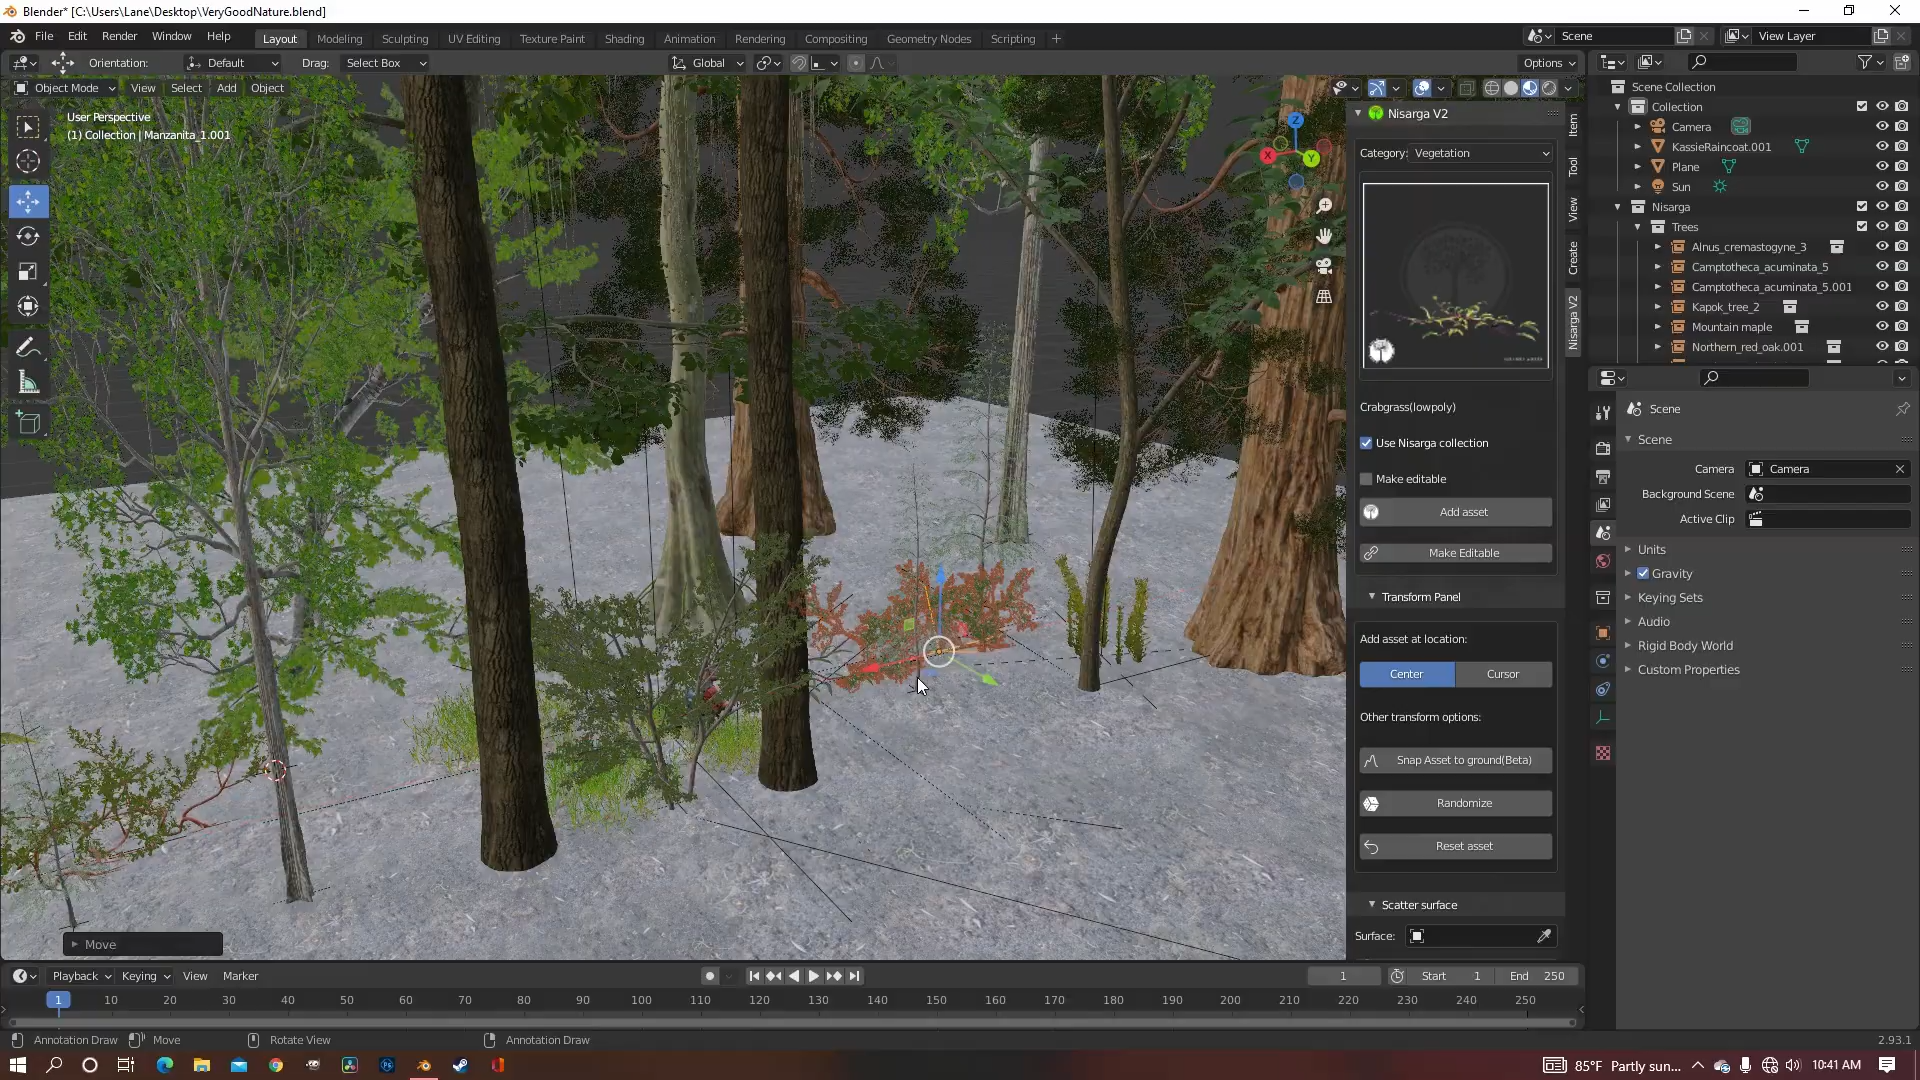 Blender* [C:\Users\Lane\Desktop\VeryGoodNature.blend]
File Edit Render Window Help Layout Modeling Sculpting UV Editing Texture Paint Shading Animation Rendering Compositing Geometry Nodes Scripting + Scene View Layer
Orientation: Default Drag: Select Box Global Options
Object Mode View Select Add Object
User Perspective
(1) Collection | Manzanita_1.001
Z
X
Y
Nisarga V2
Category: Vegetation
Crabgrass(lowpoly)
Use Nisarga collection
Make editable
Add asset
Make Editable
Transform Panel
Add asset at location:
Center Cursor
Other transform options:
Snap Asset to ground(Beta)
Randomize
Reset asset
Scatter surface
Surface:
Item
Tool
View
Create
Nisarga V2
Scene Collection
Collection
Camera
KassieRaincoat.001
Plane
Sun
Nisarga
Trees
Alnus_cremastogyne_3
Camptotheca_acuminata_5
Camptotheca_acuminata_5.001
Kapok_tree_2
Mountain maple
Northern_red_oak.001
Scene
Scene
Camera Camera
Background Scene
Active Clip
Units
Gravity
Keying Sets
Audio
Rigid Body World
Custom Properties
Move
Playback Keying View Marker 1 Start 1 End 250
1 10 20 30 40 50 60 70 80 90 100 110 120 130 140 150 160 170 180 190 200 210 220 230 240 250
Annotation Draw Move Rotate View Annotation Draw 2.93.1
85°F Partly sun... 10:41 AM